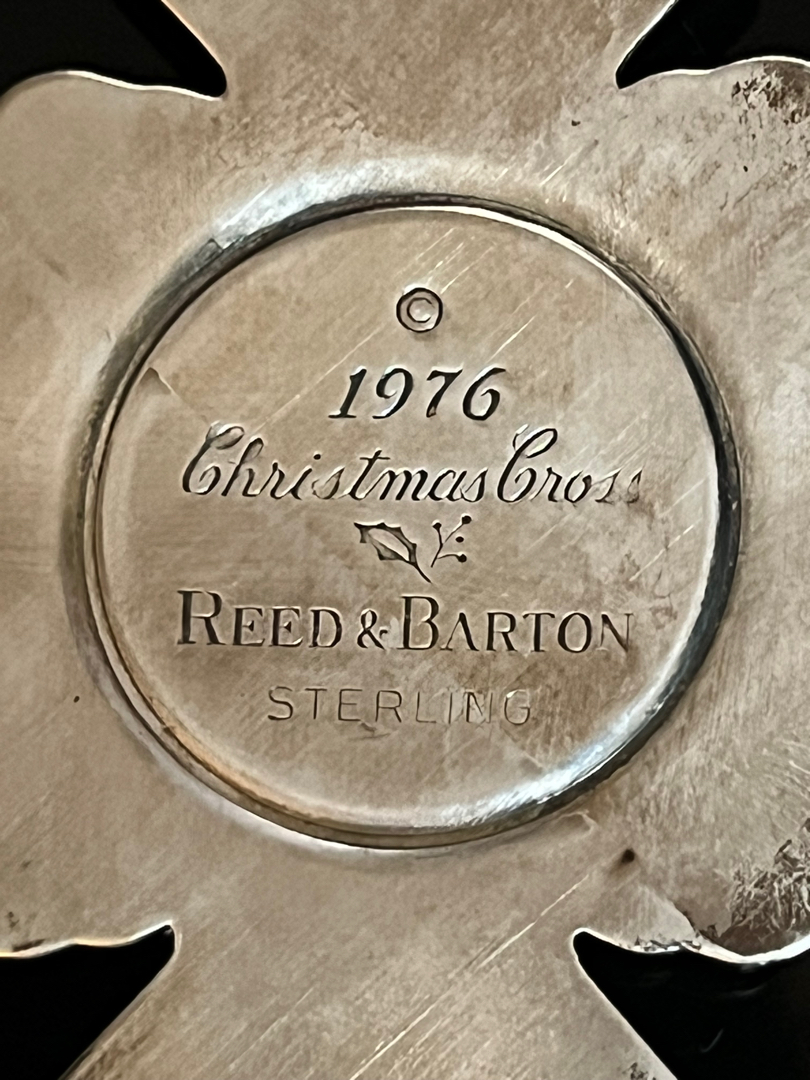 ©
1976
Christmas Cross
REED & BARTON
STERLING